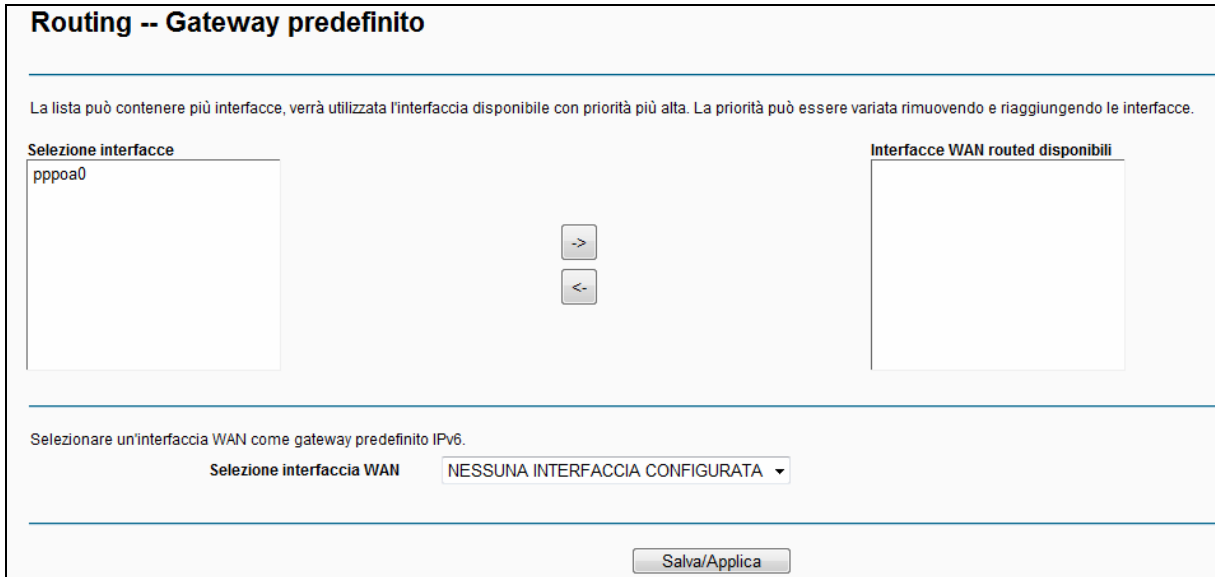 Routing -- Gateway predefinito
La lista può contenere più interfacce, verrà utilizzata l'interfaccia disponibile con priorità più alta. La priorità può essere variata rimuovendo e riaggiungendo le interfacce.
Selezione interfacce
Interfacce WAN routed disponibili
pppoa0
->
<-
Selezionare un'interfaccia WAN come gateway predefinito IPv6.
Selezione interfaccia WAN NESSUNA INTERFACCIA CONFIGURATA
Salva/Applica